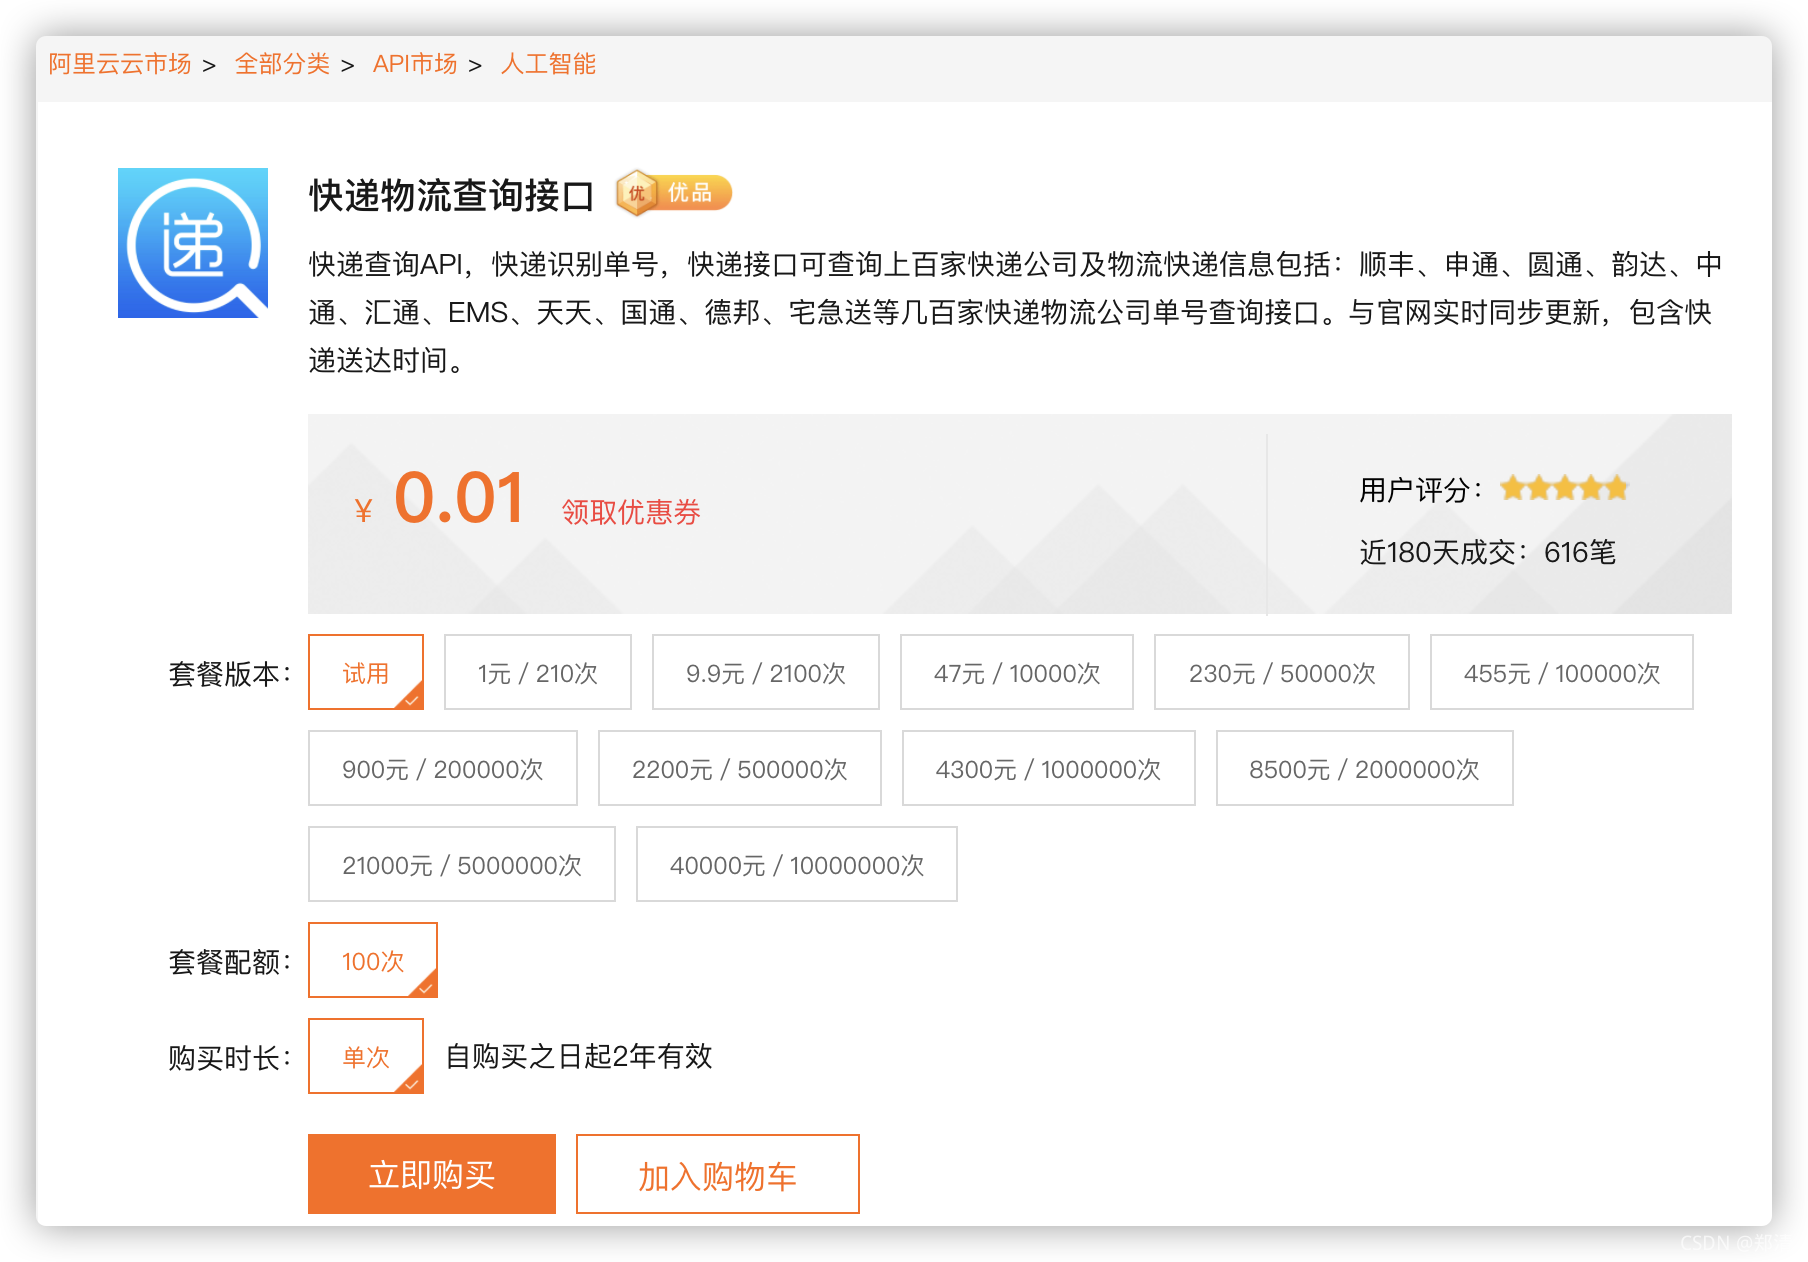 阿里云云市场 > 全部分类 > API市场 > 人工智能
递
快递物流查询接口 优 优品
快递查询API，快递识别单号，快递接口可查询上百家快递公司及物流快递信息包括：顺丰、申通、圆通、韵达、中
通、汇通、EMS、天天、国通、德邦、宅急送等几百家快递物流公司单号查询接口。与官网实时同步更新，包含快
递送达时间。
¥ 0.01 领取优惠券
用户评分：
近180天成交：616笔
套餐版本： 试用 1元 / 210次 9.9元 / 2100次 47元 / 10000次 230元 / 50000次 455元 / 100000次
900元 / 200000次 2200元 / 500000次 4300元 / 1000000次 8500元 / 2000000次
21000元 / 5000000次 40000元 / 10000000次
套餐配额： 100次
购买时长： 单次 自购买之日起2年有效
立即购买 加入购物车
CSDN @郑